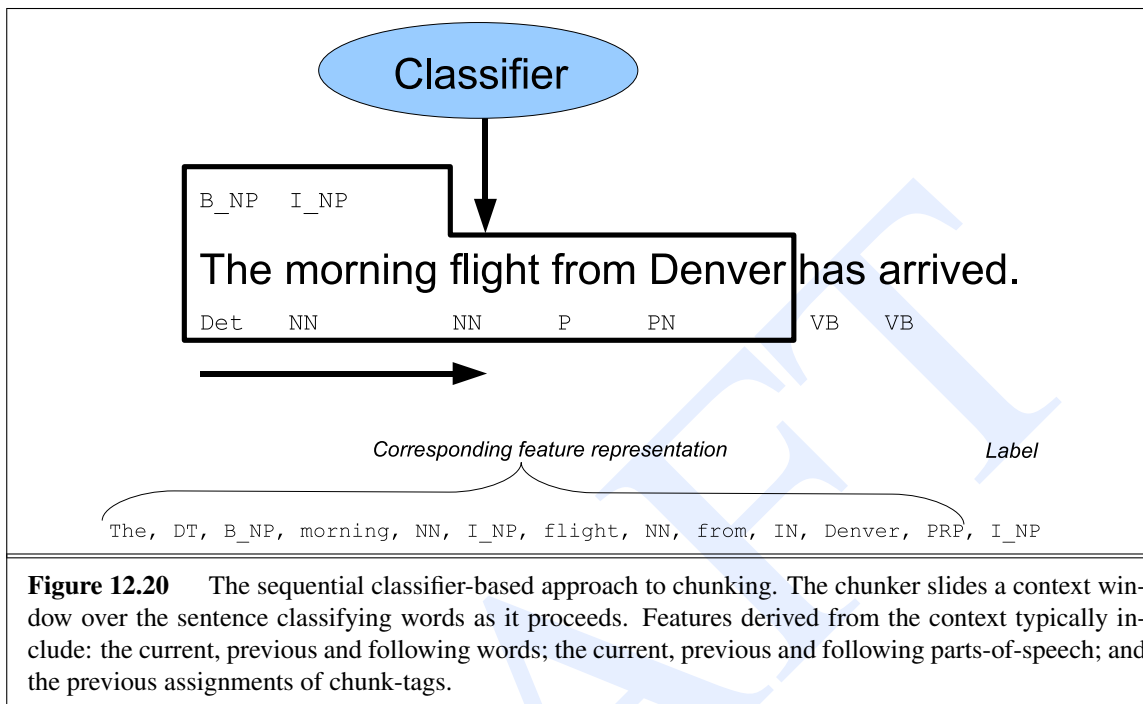 Classifier
B_NP I_NP
The morning flight from Denver has arrived.
Det NN NN P PN VB VB
Corresponding feature representation Label
The, DT, B_NP, morning, NN, I_NP, flight, NN, from, IN, Denver, PRP, I_NP
Figure 12.20 The sequential classifier-based approach to chunking. The chunker slides a context win-
dow over the sentence classifying words as it proceeds. Features derived from the context typically in-
clude: the current, previous and following words; the current, previous and following parts-of-speech; and
the previous assignments of chunk-tags.